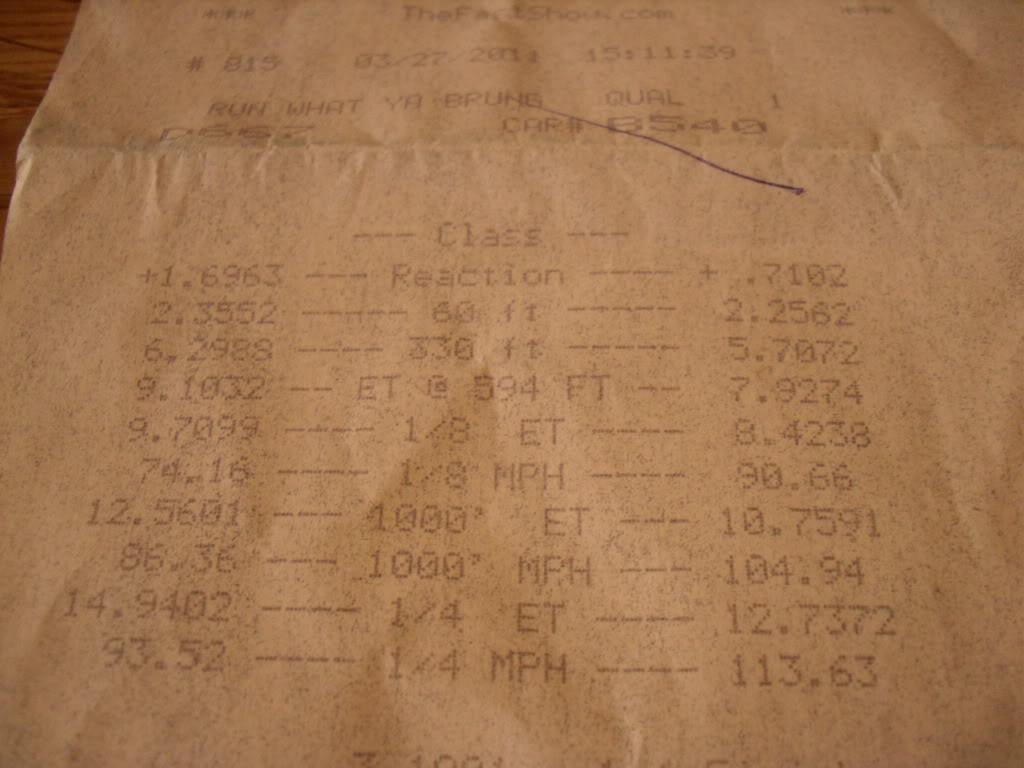 *** TheFastShow.com ***
# 815 03/27/2011 15:11:39
RUN WHAT YA BRUNG QUAL 1
CAR# B540
--- Class ---
+1.6963 --- Reaction ---- + .7102
2.3552 ----- 60 ft ----- 2.2562
6.2988 ---- 330 ft ----- 5.7072
9.1032 -- ET @ 594 FT -- 7.9274
9.7099 ---- 1/8 ET ---- 8.4238
74.16 ---- 1/8 MPH ---- 90.66
12.5601 --- 1000' ET --- 10.7591
86.36 --- 1000' MPH --- 104.94
14.9402 ---- 1/4 ET ---- 12.7372
93.52 ---- 1/4 MPH ---- 113.63